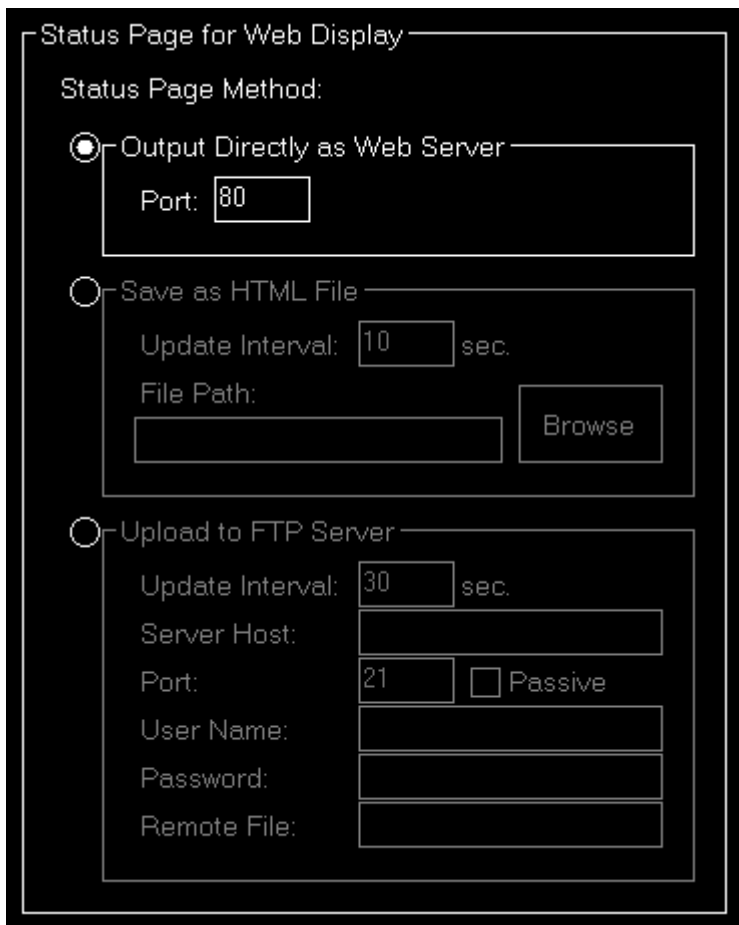 Status Page for Web Display
Status Page Method:
Output Directly as Web Server
Port: 80
Save as HTML File
Update Interval: 10 sec.
File Path:
Browse
Upload to FTP Server
Update Interval: 30 sec.
Server Host:
Port: 21 Passive
User Name:
Password:
Remote File: